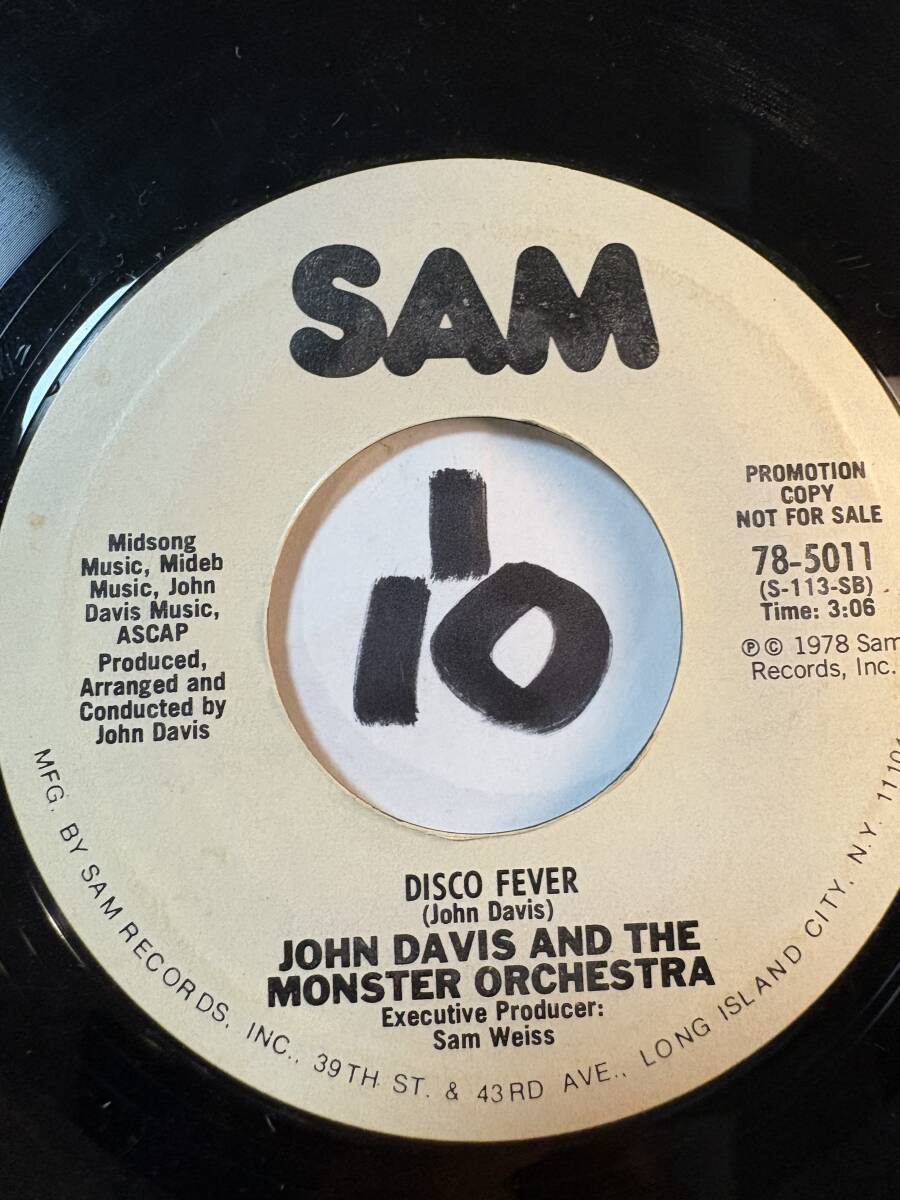 SAM
PROMOTION
COPY
NOT FOR SALE
78-5011
(S-113-SB)
Time: 3:06
℗© 1978 Sam
Records, Inc.
Midsong
Music, Mideb
Music, John
Davis Music,
ASCAP
Produced,
Arranged and
Conducted by
John Davis
DISCO FEVER
(John Davis)
JOHN DAVIS AND THE
MONSTER ORCHESTRA
Executive Producer:
Sam Weiss
MFG. BY SAM RECORDS, INC., 39TH ST. & 43RD AVE., LONG ISLAND CITY, N.Y. 11104